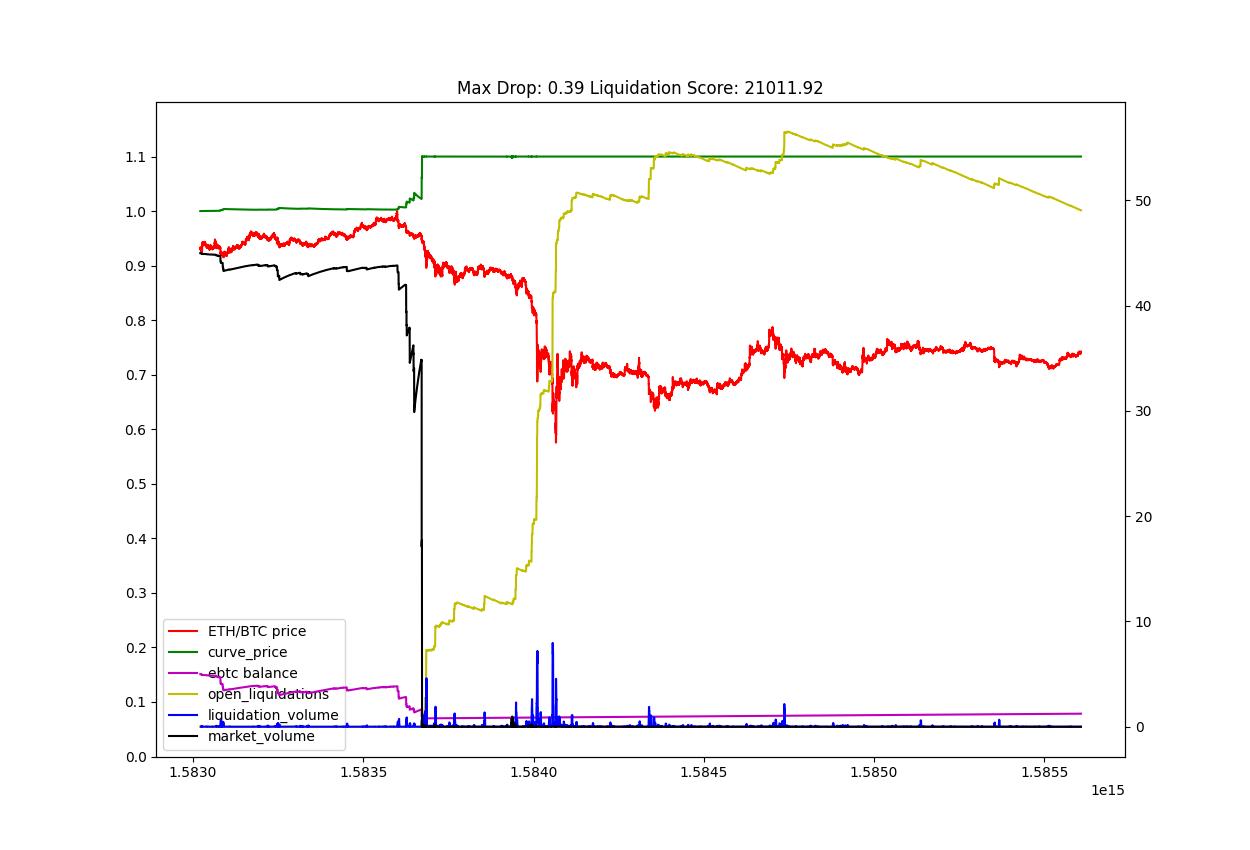 Max Drop: 0.39 Liquidation Score: 21011.92
1.1
1.0
0.9
0.8
0.7
0.6
0.5
0.4
0.3
0.2
0.1
0.0
50
40
30
20
10
0
ETH/BTC price
curve_price
ebtc balance
open_liquidations
liquidation_volume
market_volume
1.5830 1.5835 1.5840 1.5845 1.5850 1.5855
1e15